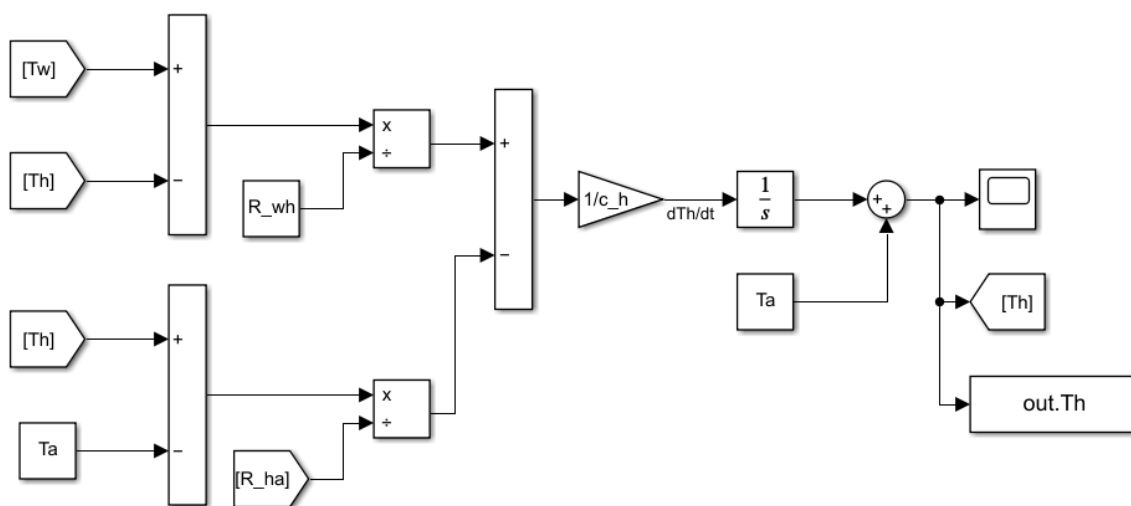 [Tw]
+
[Th]
−
R_wh
x
÷
+
−
1/c_h
dTh/dt
1
s
+
+
Ta
[Th]
out.Th
[Th]
+
Ta
−
x
÷
[R_ha]